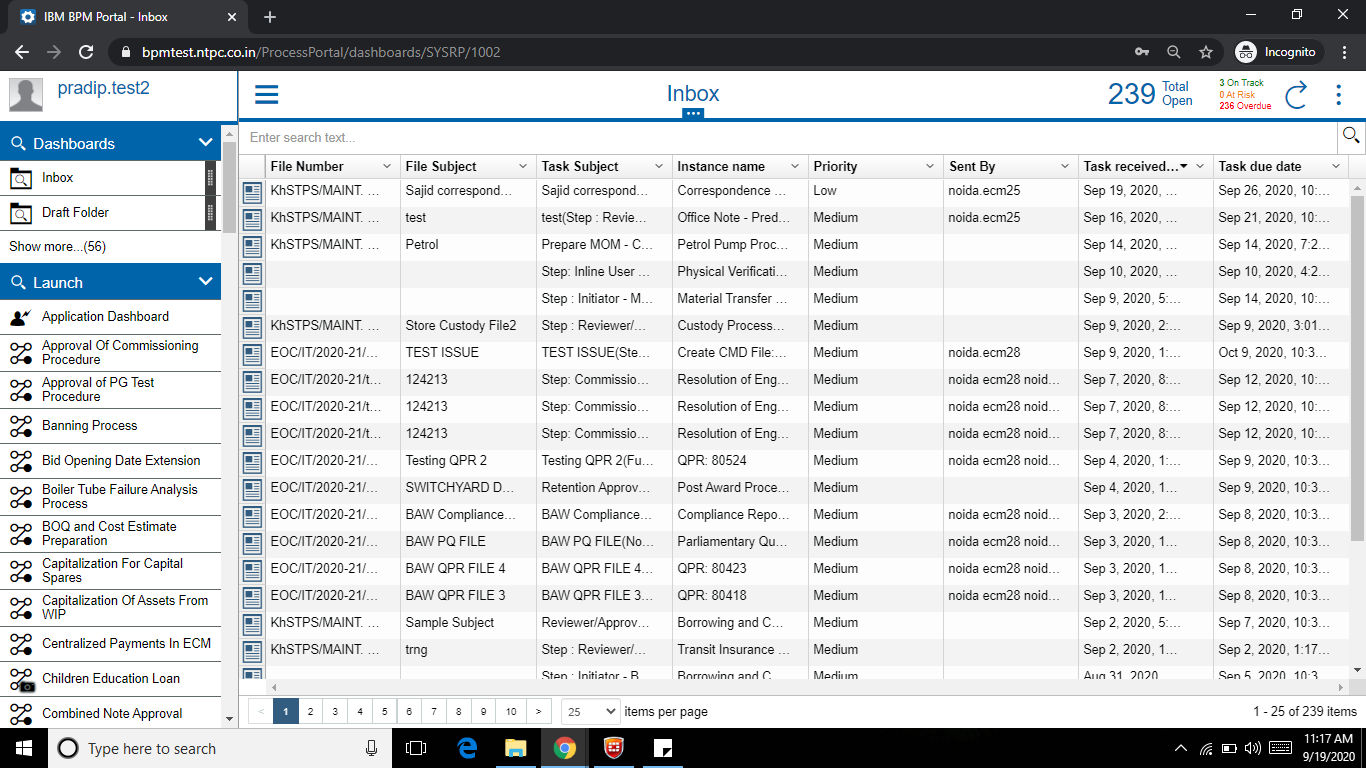 IBM BPM Portal - Inbox
bpmtest.ntpc.co.in/ProcessPortal/dashboards/SYSRP/1002
Incognito
pradip.test2
Inbox
239 Total Open
3 On Track
0 At Risk
236 Overdue
Dashboards
Inbox
Draft Folder
Show more...(56)
Launch
Application Dashboard
Approval Of Commissioning
Procedure
Approval of PG Test
Procedure
Banning Process
Bid Opening Date Extension
Boiler Tube Failure Analysis
Process
BOQ and Cost Estimate
Preparation
Capitalization For Capital
Spares
Capitalization Of Assets From
WIP
Centralized Payments In ECM
Children Education Loan
Combined Note Approval
Enter search text...
File Number File Subject Task Subject Instance name Priority Sent By Task received... Task due date
KhSTPS/MAINT. ... Sajid correspond... Sajid correspond... Correspondence ... Low noida.ecm25 Sep 19, 2020, ... Sep 26, 2020, 10:...
KhSTPS/MAINT. ... test test(Step : Revie... Office Note - Pred... Medium noida.ecm25 Sep 16, 2020, ... Sep 21, 2020, 10:...
KhSTPS/MAINT. ... Petrol Prepare MOM - C... Petrol Pump Proc... Medium Sep 14, 2020, ... Sep 14, 2020, 7:2...
Step: Inline User ... Physical Verificati... Medium Sep 10, 2020, ... Sep 10, 2020, 4:2...
Step : Initiator - M... Material Transfer ... Medium Sep 9, 2020, 5:... Sep 14, 2020, 10:...
KhSTPS/MAINT. ... Store Custody File2 Step : Reviewer/... Custody Process... Medium Sep 9, 2020, 2:... Sep 9, 2020, 3:01...
EOC/IT/2020-21/... TEST ISSUE TEST ISSUE(Ste... Create CMD File:... Medium noida.ecm28 Sep 9, 2020, 1:... Oct 9, 2020, 10:3...
EOC/IT/2020-21/t... 124213 Step: Commissio... Resolution of Eng... Medium noida ecm28 noid... Sep 7, 2020, 8:... Sep 12, 2020, 10:...
EOC/IT/2020-21/t... 124213 Step: Commissio... Resolution of Eng... Medium noida ecm28 noid... Sep 7, 2020, 8:... Sep 12, 2020, 10:...
EOC/IT/2020-21/t... 124213 Step: Commissio... Resolution of Eng... Medium noida ecm28 noid... Sep 7, 2020, 8:... Sep 12, 2020, 10:...
EOC/IT/2020-21/... Testing QPR 2 Testing QPR 2(Fu... QPR: 80524 Medium noida ecm28 noid... Sep 4, 2020, 1:... Sep 9, 2020, 10:3...
EOC/IT/2020-21/... SWITCHYARD D... Retention Approv... Post Award Proce... Medium Sep 4, 2020, 1... Sep 9, 2020, 10:3...
EOC/IT/2020-21/... BAW Compliance... BAW Compliance... Compliance Repo... Medium noida ecm28 noid... Sep 3, 2020, 2:... Sep 8, 2020, 10:3...
EOC/IT/2020-21/... BAW PQ FILE BAW PQ FILE(No... Parliamentary Qu... Medium noida ecm28 noid... Sep 3, 2020, 1... Sep 8, 2020, 10:3...
EOC/IT/2020-21/... BAW QPR FILE 4 BAW QPR FILE 4... QPR: 80423 Medium noida ecm28 noid... Sep 3, 2020, 1... Sep 8, 2020, 10:3...
EOC/IT/2020-21/... BAW QPR FILE 3 BAW QPR FILE 3... QPR: 80418 Medium noida ecm28 noid... Sep 3, 2020, 1... Sep 8, 2020, 10:3...
KhSTPS/MAINT. ... Sample Subject Reviewer/Approv... Borrowing and C... Medium Sep 2, 2020, 5:... Sep 7, 2020, 10:3...
KhSTPS/MAINT. ... trng Step : Reviewer/... Transit Insurance ... Medium Sep 2, 2020, 1... Sep 2, 2020, 1:17...
Step : Initiator - B... Borrowing and C... Medium Aug 31, 2020, ... Sep 5, 2020, 10:3...
< 1 2 3 4 5 6 7 8 9 10 > 25 items per page 1 - 25 of 239 items
Type here to search
11:17 AM
9/19/2020